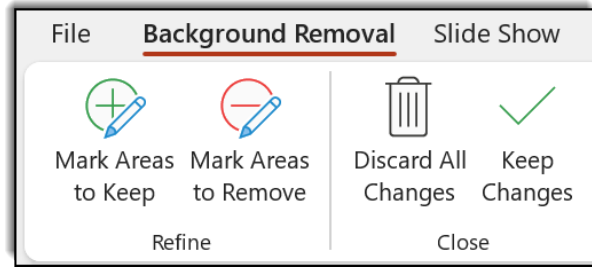 File Background Removal Slide Show
Mark Areas to Keep
Mark Areas to Remove
Discard All Changes
Keep Changes
Refine
Close